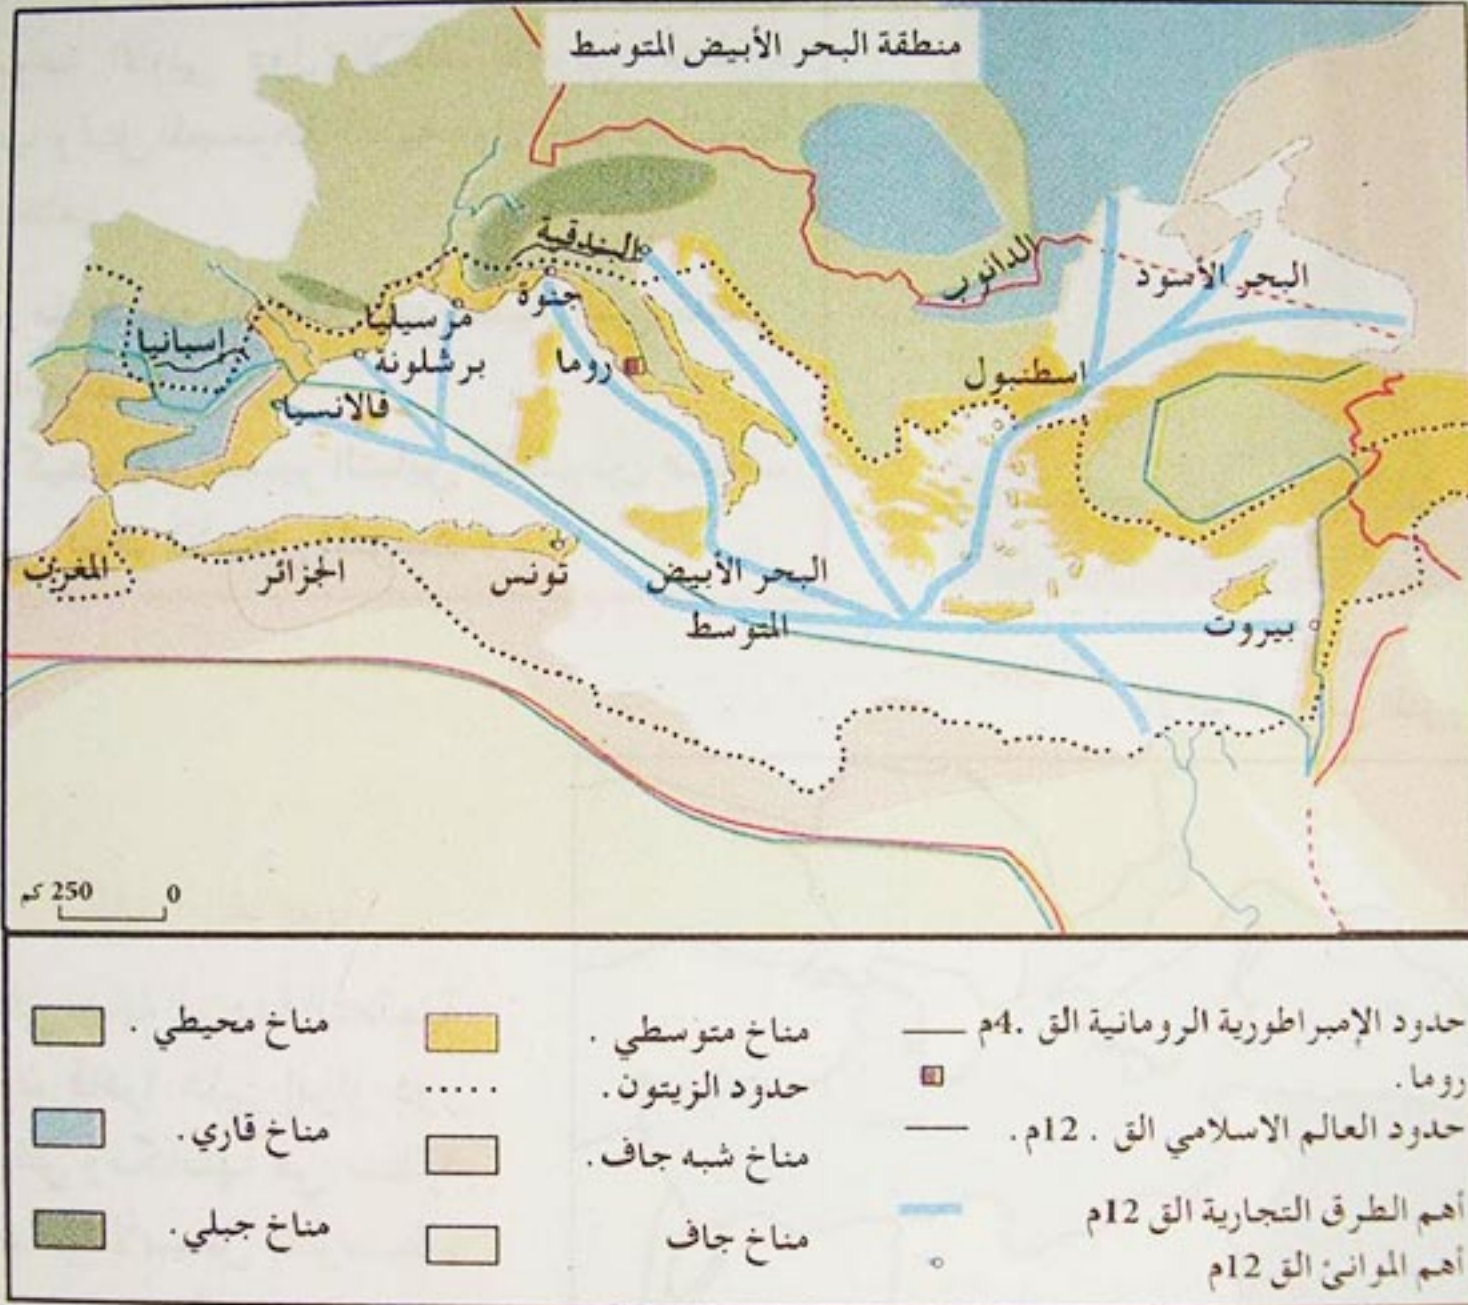 منطقة البحر الأبيض المتوسط
البندقية
الدانوب
البحر الأسود
جنوة
مرسيليا
إسبانيا
برشلونة
روما
اسطنبول
ڤالانسيا
المغرب
الجزائر
تونس
البحر الأبيض
المتوسط
بيروت
250 كم
0
حدود الإمبراطورية الرومانية الق .4م
روما.
حدود العالم الاسلامي الق . 12م.
أهم الطرق التجارية الق 12م
أهم الموانئ الق 12م
مناخ متوسطي .
حدود الزيتون.
مناخ شبه جاف.
مناخ جاف
مناخ محيطي .
مناخ قاري.
مناخ جبلي.